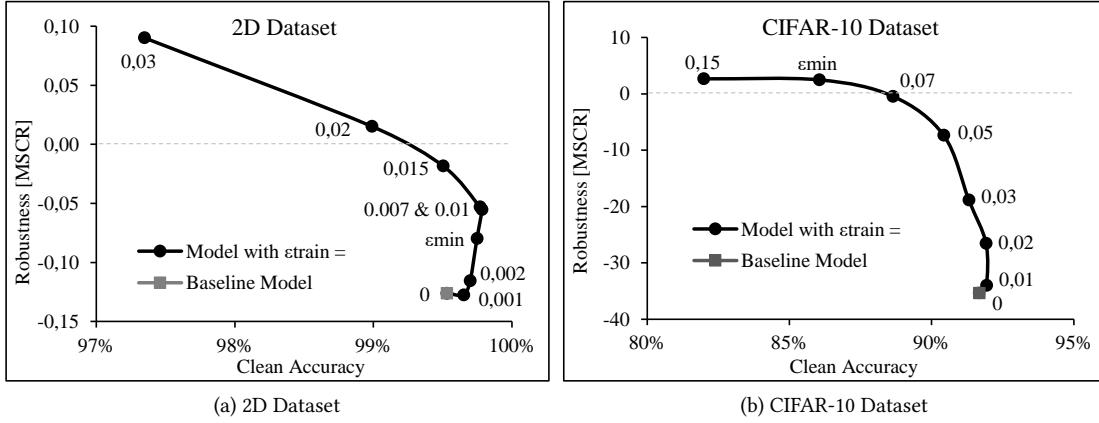 2D Dataset
0,10
0,05
0,00
-0,05
-0,10
-0,15
Robustness [MSCR]
0,03
0,02
0,015
0.007 & 0.01
εmin
0,002
0,001
0
Model with εtrain =
Baseline Model
97%
98%
99%
100%
Clean Accuracy
(a) 2D Dataset
CIFAR-10 Dataset
10
0
-10
-20
-30
-40
Robustness [MSCR]
0,15
εmin
0,07
0,05
0,03
0,02
0,01
0
Model with εtrain =
Baseline Model
80%
85%
90%
95%
Clean Accuracy
(b) CIFAR-10 Dataset